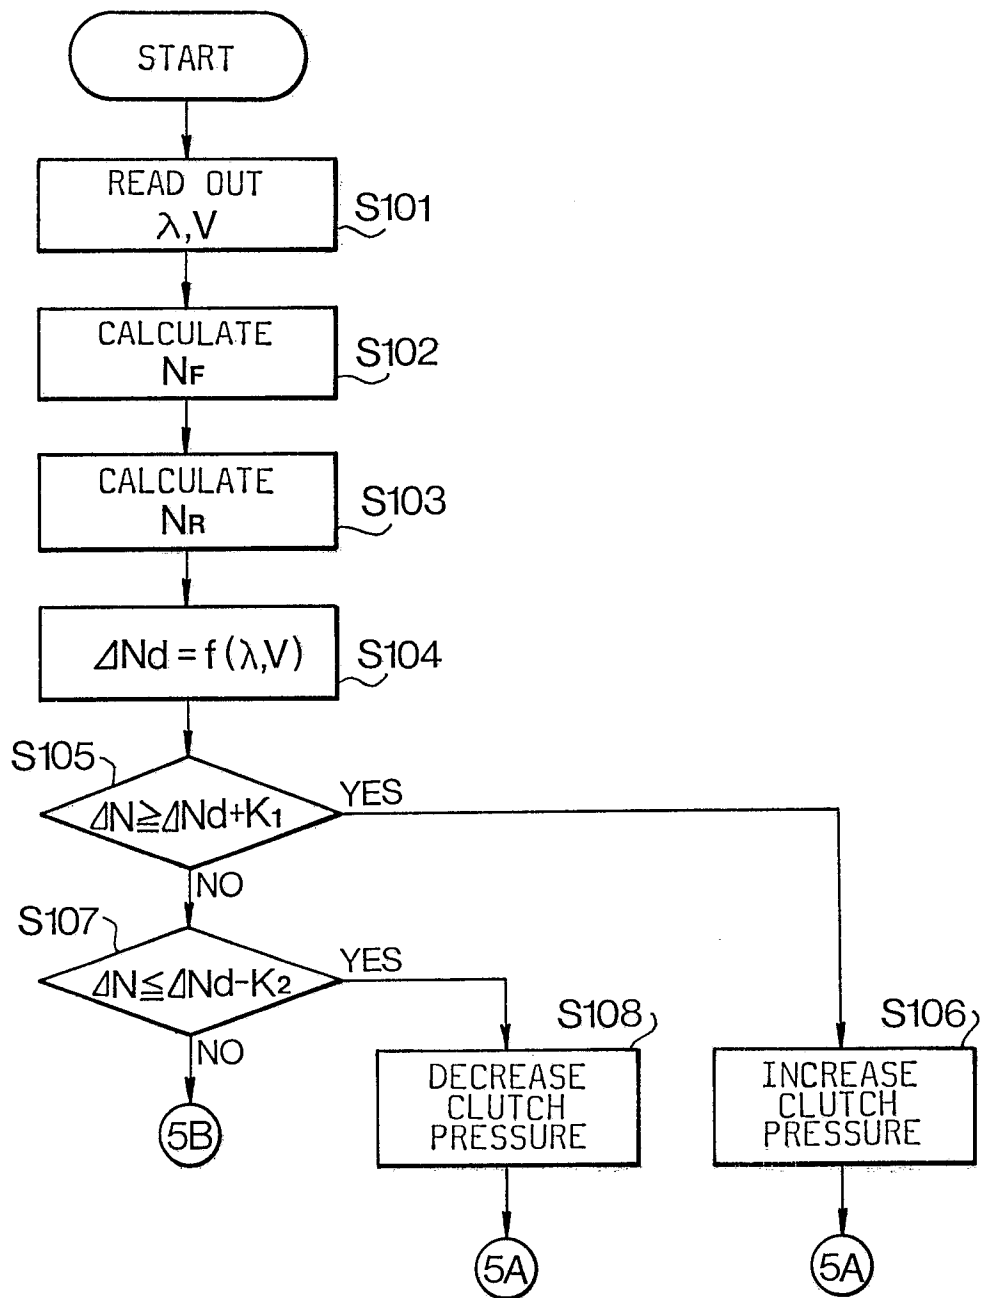 START
READ OUT
λ,V
S101
CALCULATE
NF
S102
CALCULATE
NR
S103
ΔNd=f(λ,V)
S104
S105
ΔN≧ΔNd+K1
YES
NO
S107
ΔN≦ΔNd-K2
YES
NO
S108
DECREASE
CLUTCH
PRESSURE
S106
INCREASE
CLUTCH
PRESSURE
5B
5A
5A